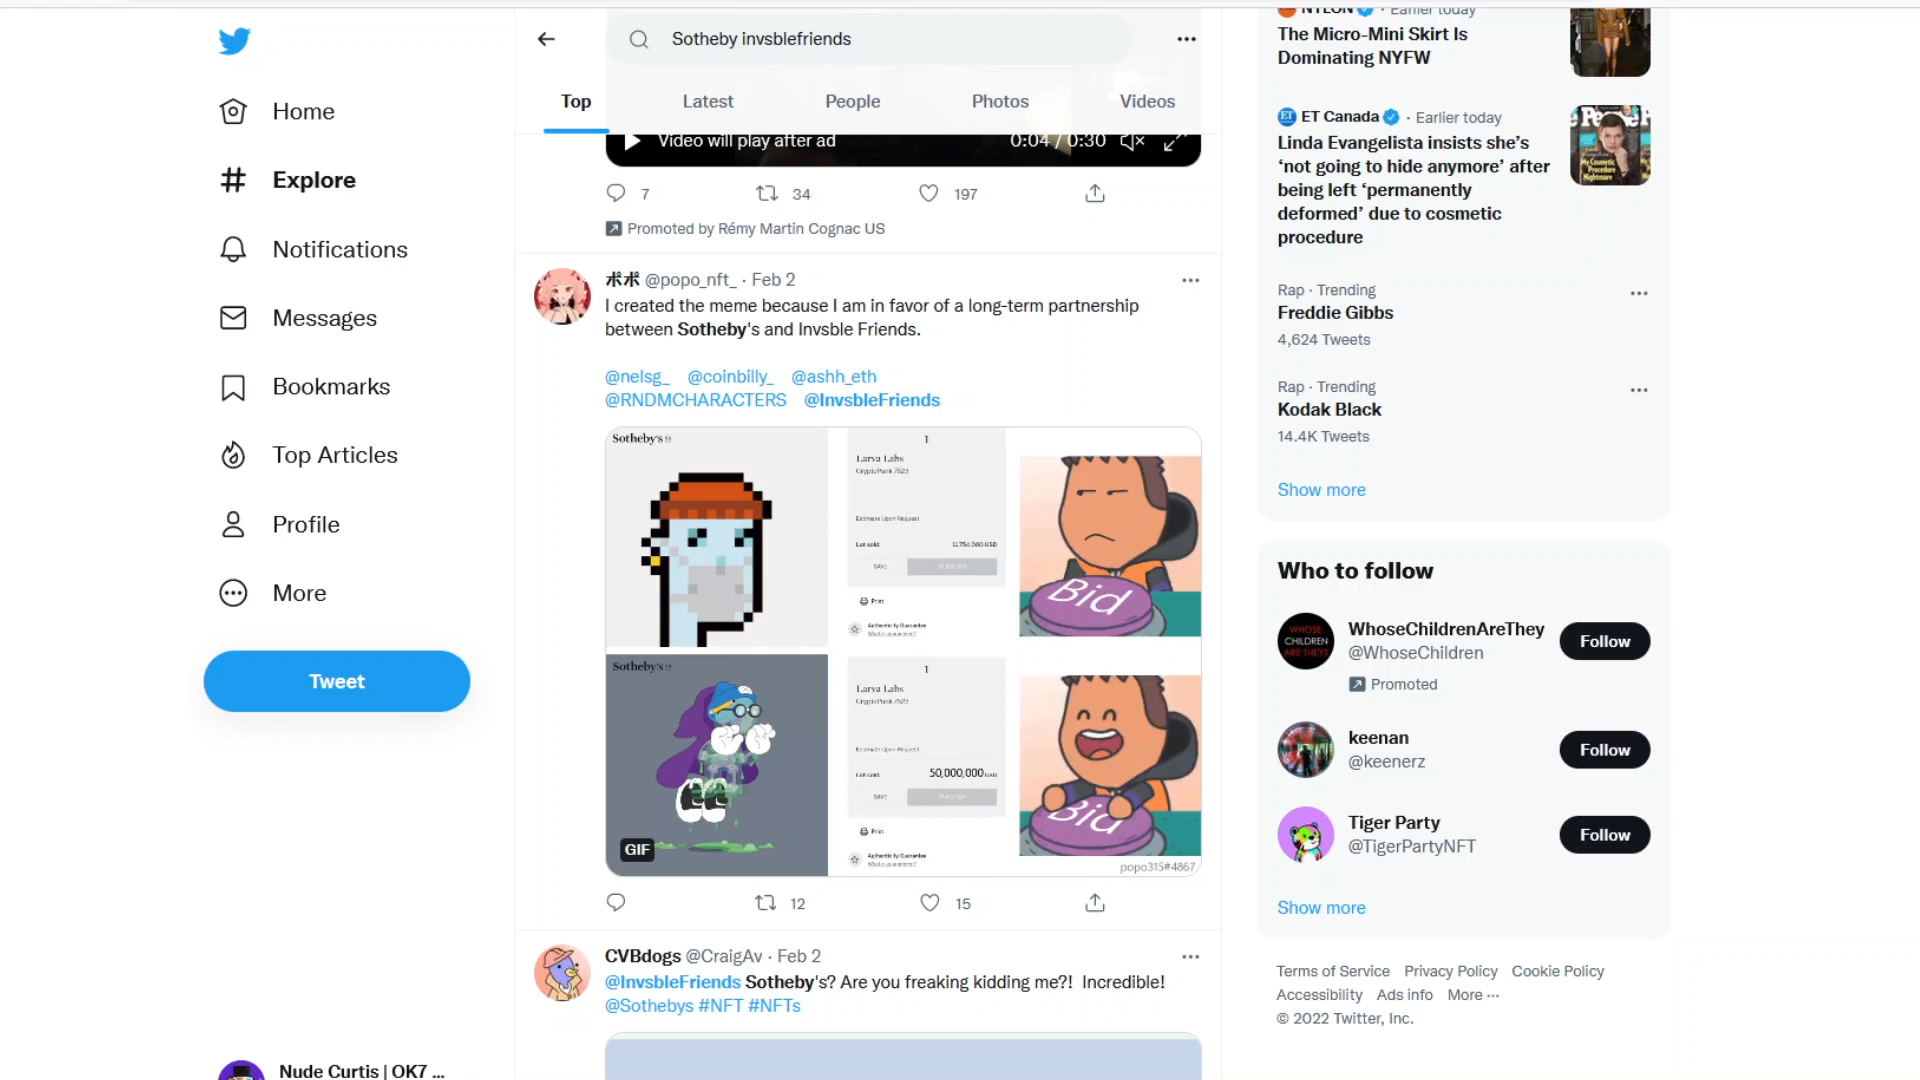 Home
Explore
Notifications
Messages
Bookmarks
Top Articles
Profile
More
Tweet
Nude Curtis | OK7 ...
Sotheby invsblefriends
Top
Latest
People
Photos
Videos
Video will play after ad
0:04 / 0:30
7
34
197
Promoted by Rémy Martin Cognac US
ポポ @popo_nft_ · Feb 2
I created the meme because I am in favor of a long-term partnership
between Sotheby's and Invsble Friends.
@nelsg_ @coinbilly_ @ashh_eth
@RNDMCHARACTERS @InvsbleFriends
Sotheby's
1
Larva Labs
CryptoPunk 7523
Estimate Upon Request
Lot sold 11,754,000 USD
SAVE
Print
Authenticity Guarantee
Bid
Sotheby's
1
Larva Labs
CryptoPunk 7523
Estimate Upon Request
Lot sold 50,000,000 USD
SAVE
Print
Authenticity Guarantee
Bid
GIF
popo315#4867
12
15
CVBdogs @CraigAv · Feb 2
@InvsbleFriends Sotheby's? Are you freaking kidding me?! Incredible!
@Sothebys #NFT #NFTs
NYLON · Earlier today
The Micro-Mini Skirt Is
Dominating NYFW
ET
ET Canada · Earlier today
Linda Evangelista insists she's
‘not going to hide anymore’ after
being left ‘permanently
deformed’ due to cosmetic
procedure
Rap · Trending
Freddie Gibbs
4,624 Tweets
Rap · Trending
Kodak Black
14.4K Tweets
Show more
Who to follow
WHOSE
CHILDREN
ARE THEY?
WhoseChildrenAreThey
@WhoseChildren
Promoted
Follow
keenan
@keenerz
Follow
Tiger Party
@TigerPartyNFT
Follow
Show more
Terms of Service Privacy Policy Cookie Policy
Accessibility Ads info More ···
© 2022 Twitter, Inc.